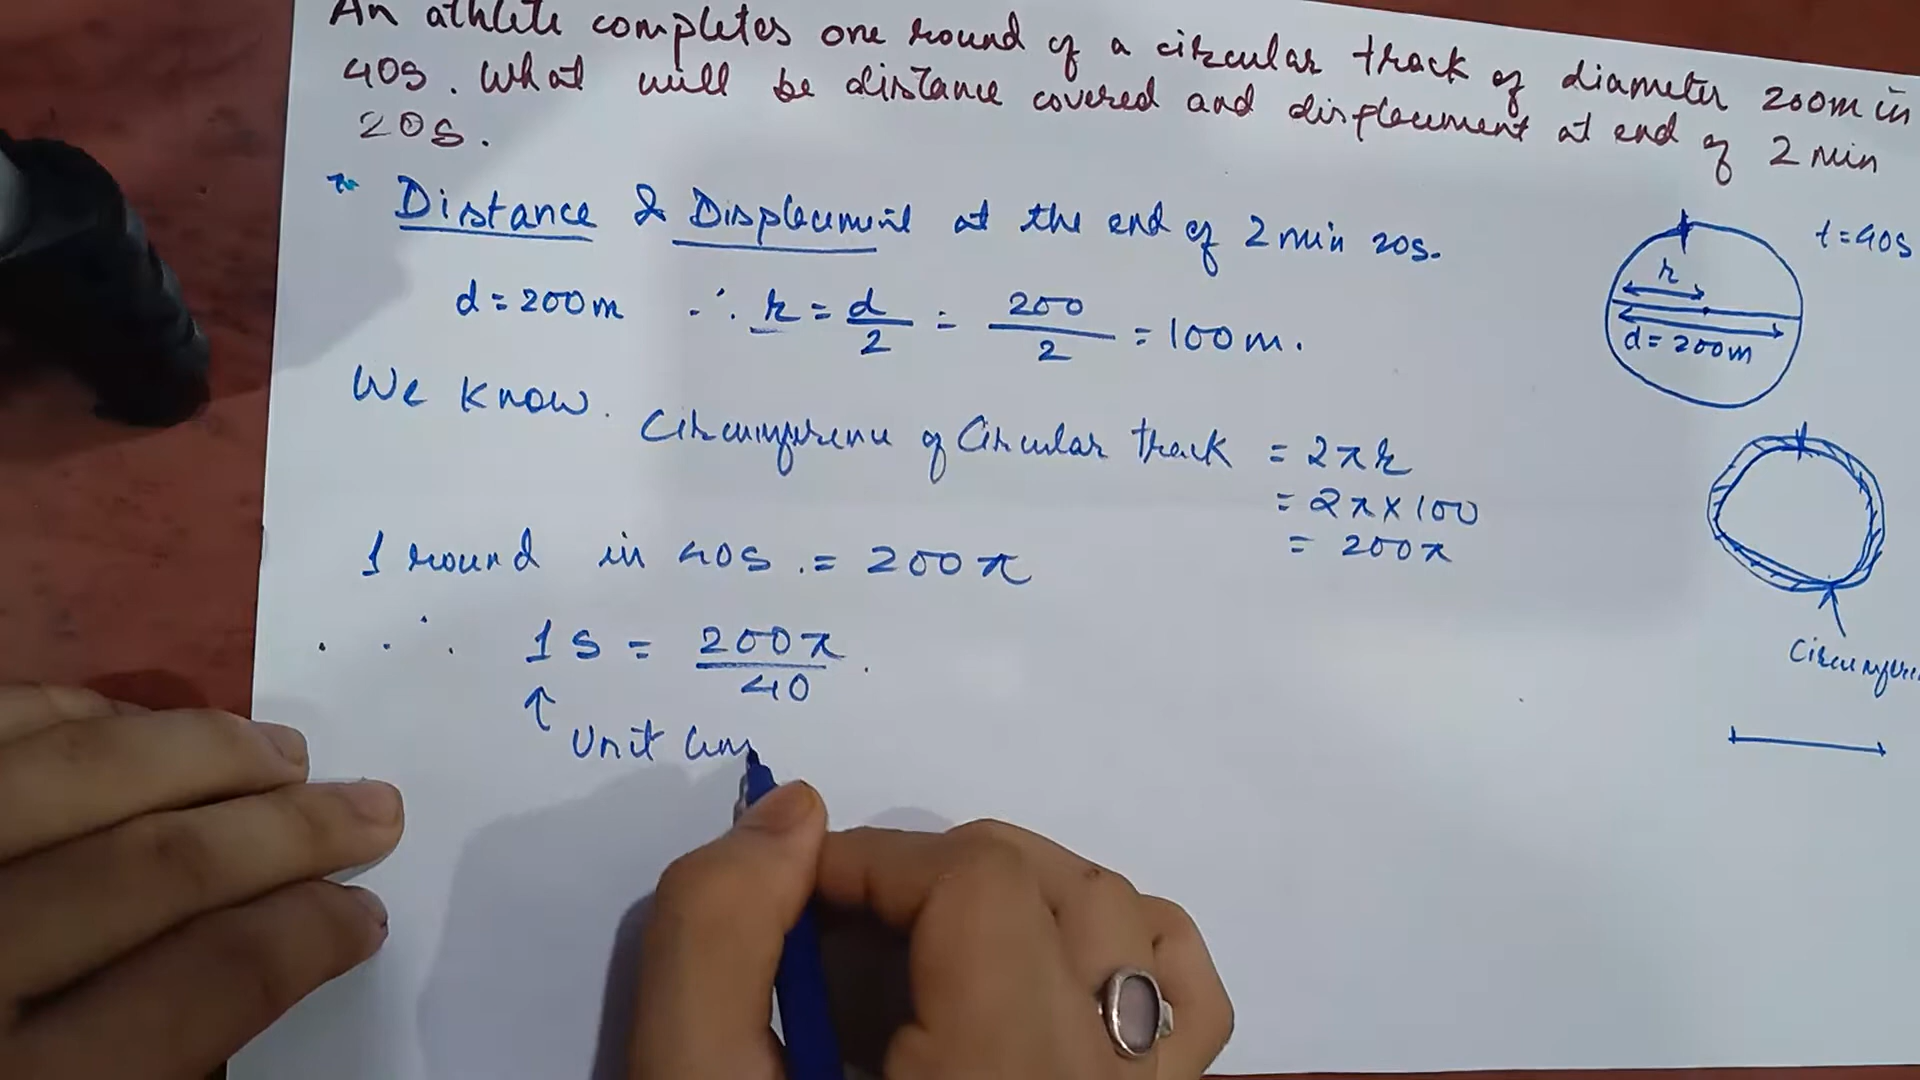 An athlete completes one round of a circular track of diameter 200m in
40s. What will be distance covered and displacement at end of 2 min
20s.
Distance & Displacement at the end of 2 min 20s.
d = 200m ∴ r = d/2 = 200/2 = 100m.
We know.
Circumference of Circular track = 2πr
= 2π×100
= 200π
1 round in 40s. = 200π
∴ 1s = 200π/40
↑ Unit
t = 40s
r
d = 200m